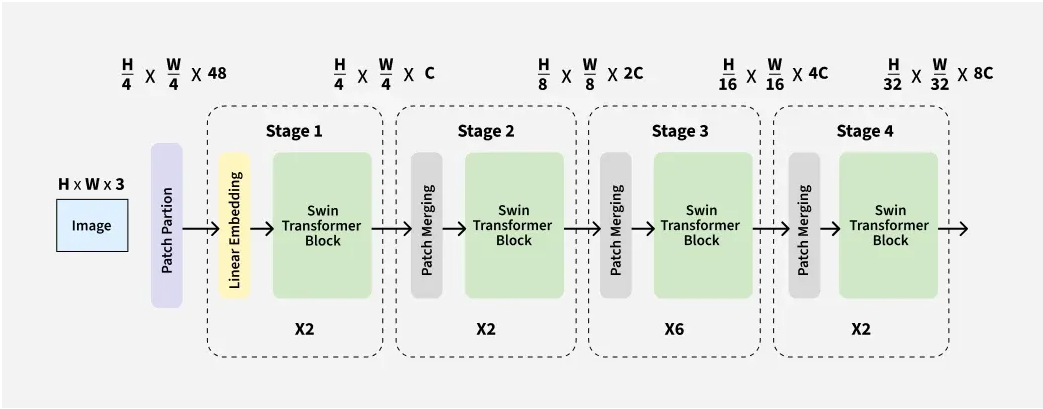 H/4 X W/4 X 48
H/4 X W/4 X C
H/8 X W/8 X 2C
H/16 X W/16 X 4C
H/32 X W/32 X 8C
Stage 1
Stage 2
Stage 3
Stage 4
H x W x 3
Image
Patch Partion
Linear Embedding
Swin
Transformer
Block
Patch Merging
Swin
Transformer
Block
Patch Merging
Swin
Transformer
Block
Patch Merging
Swin
Transformer
Block
X2
X2
X6
X2